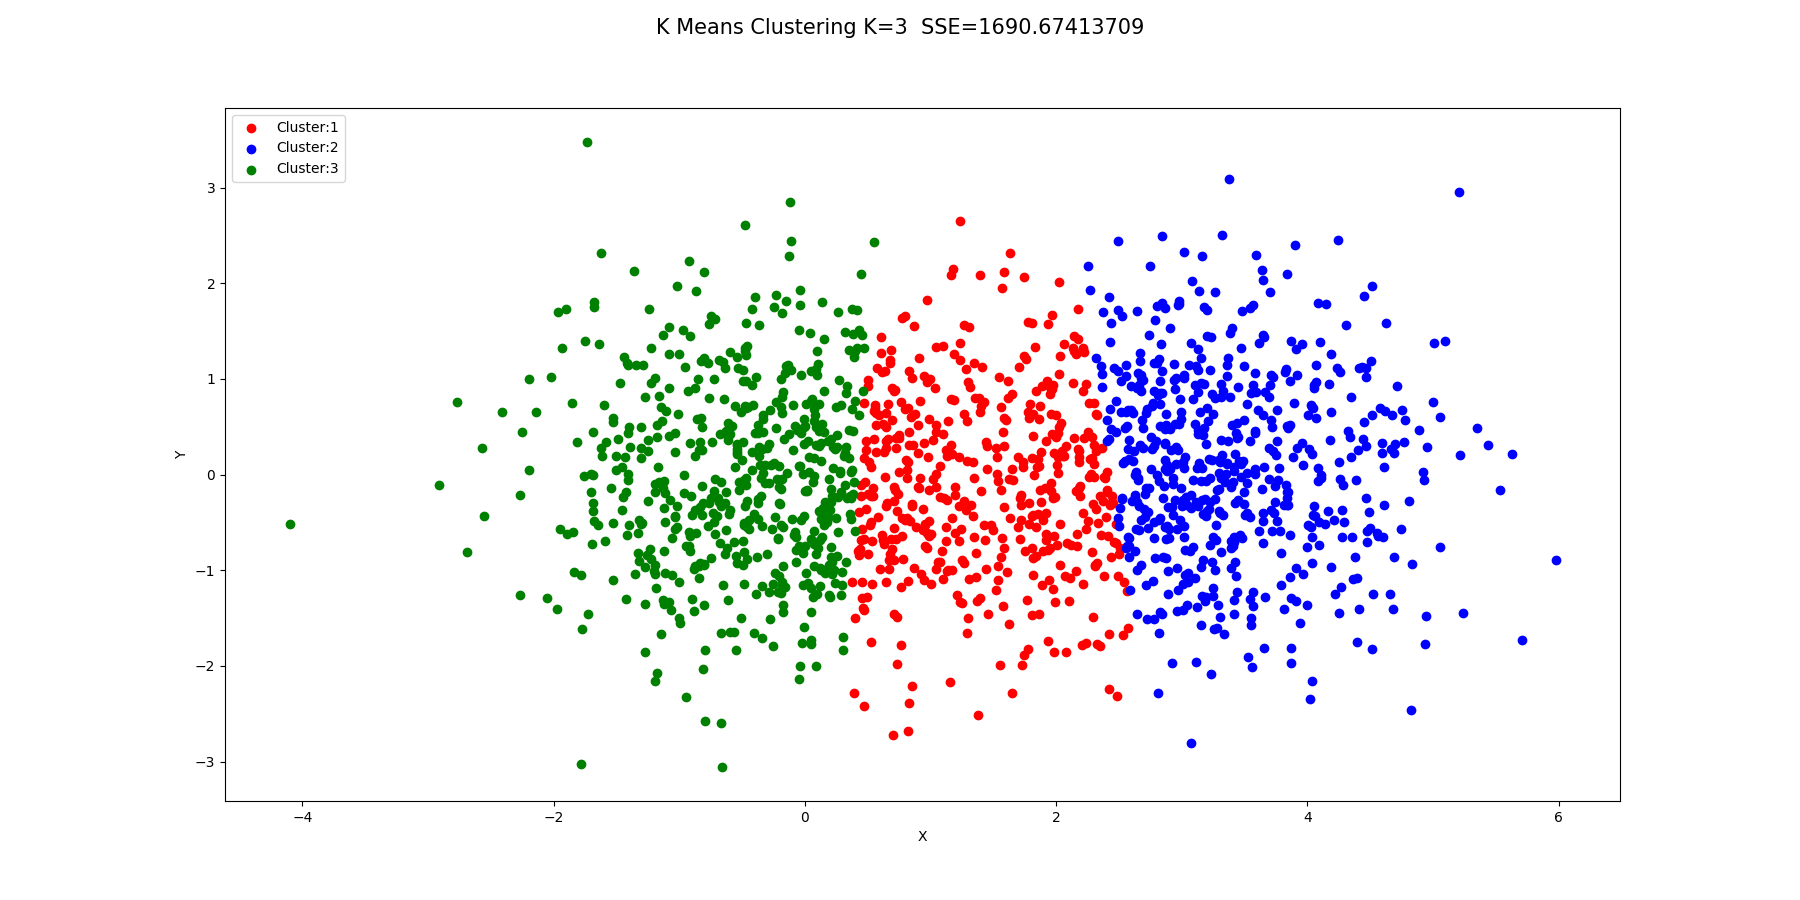 K Means Clustering K=3  SSE=1690.67413709
Cluster:1
Cluster:2
Cluster:3
3
2
1
0
−1
−2
−3
Y
−4 −2 0 2 4 6
X